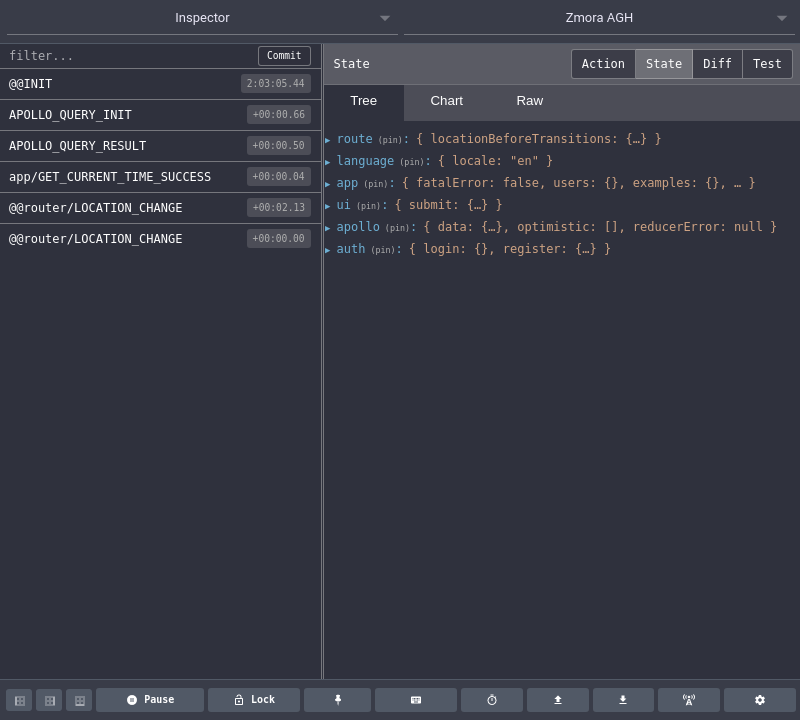 Inspector
Zmora AGH
filter...
Commit
@@INIT
2:03:05.44
APOLLO_QUERY_INIT
+00:00.66
APOLLO_QUERY_RESULT
+00:00.50
app/GET_CURRENT_TIME_SUCCESS
+00:00.04
@@router/LOCATION_CHANGE
+00:02.13
@@router/LOCATION_CHANGE
+00:00.00
State
Action State Diff Test
Tree Chart Raw
route (pin): { locationBeforeTransitions: {…} }
language (pin): { locale: "en" }
app (pin): { fatalError: false, users: {}, examples: {}, … }
ui (pin): { submit: {…} }
apollo (pin): { data: {…}, optimistic: [], reducerError: null }
auth (pin): { login: {}, register: {…} }
Pause
Lock